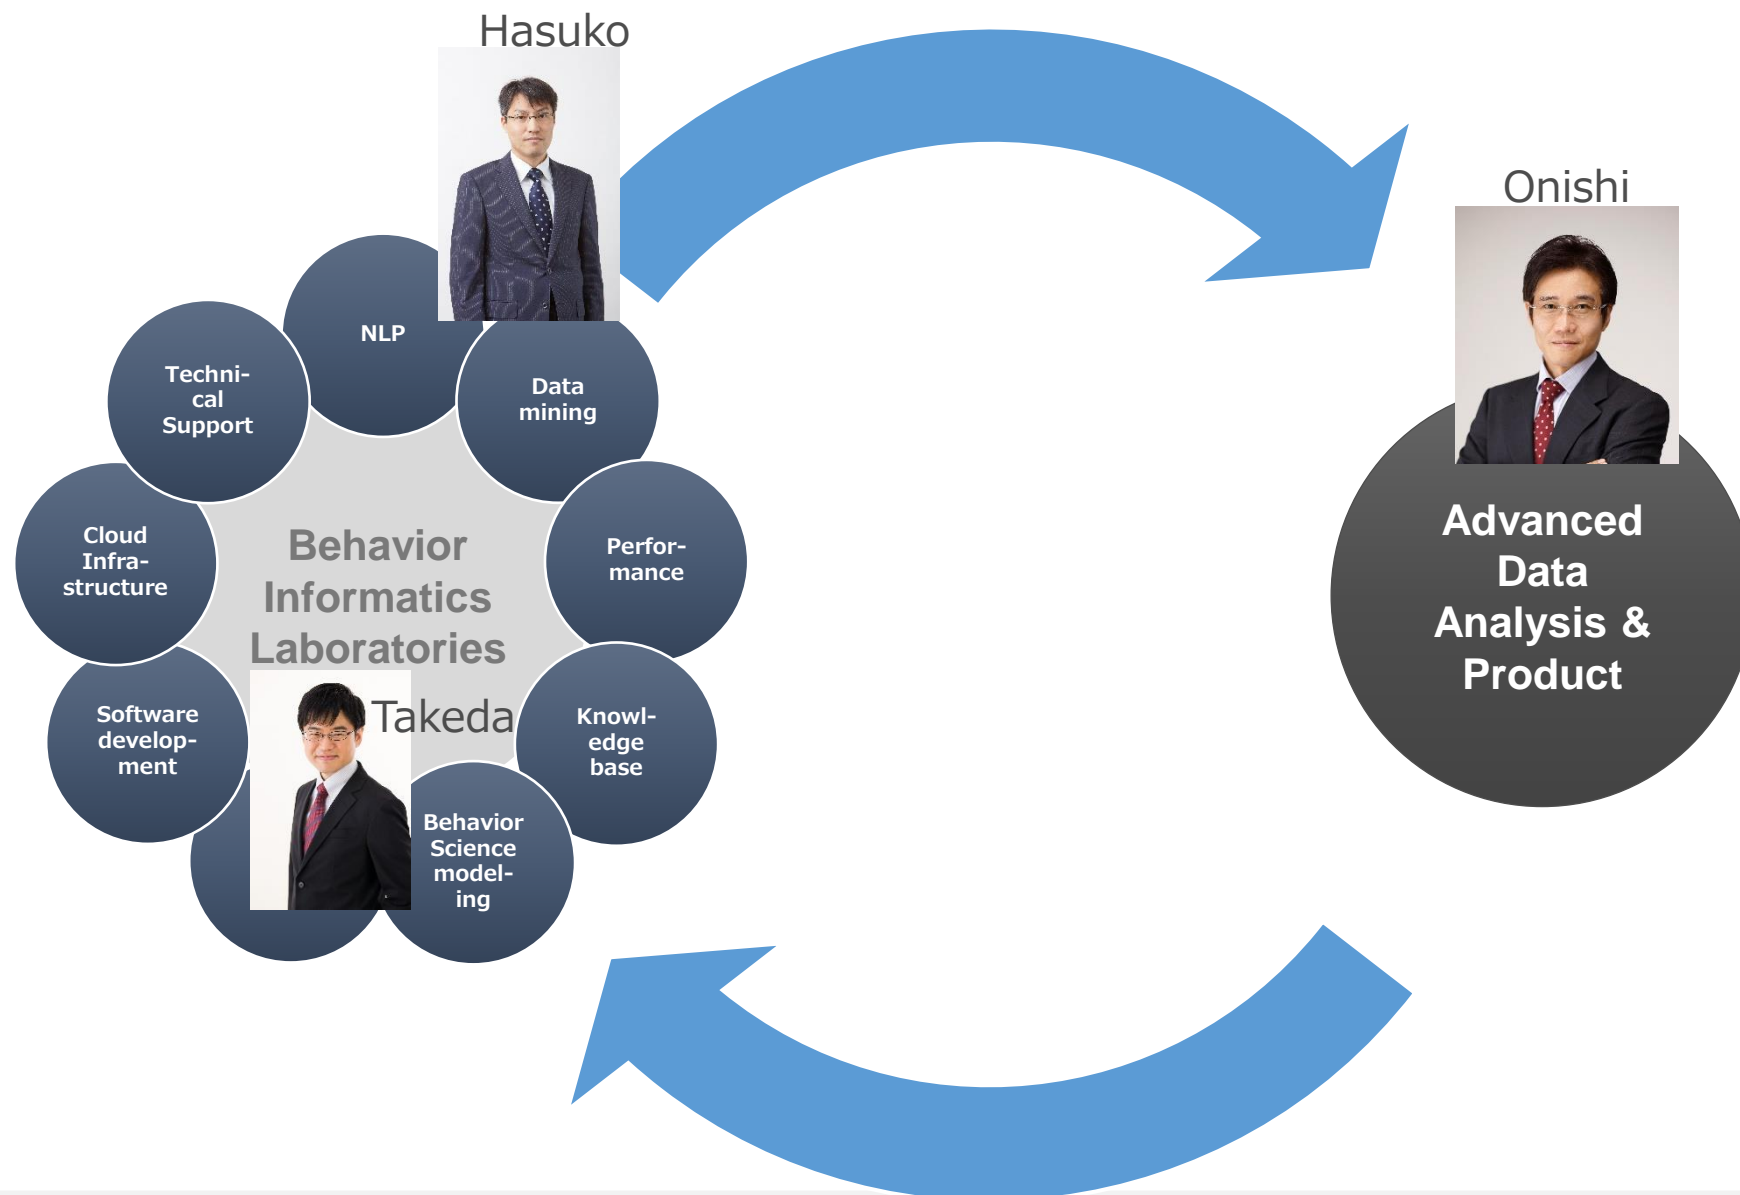 Hasuko
Onishi
NLP
Techni-
cal
Support
Data
mining
Cloud
Infra-
structure
Behavior
Informatics
Laboratories
Perfor-
mance
Advanced
Data
Analysis &
Product
Takeda
Software
develop-
ment
Knowl-
edge
base
Behavior
Science
model-
ing